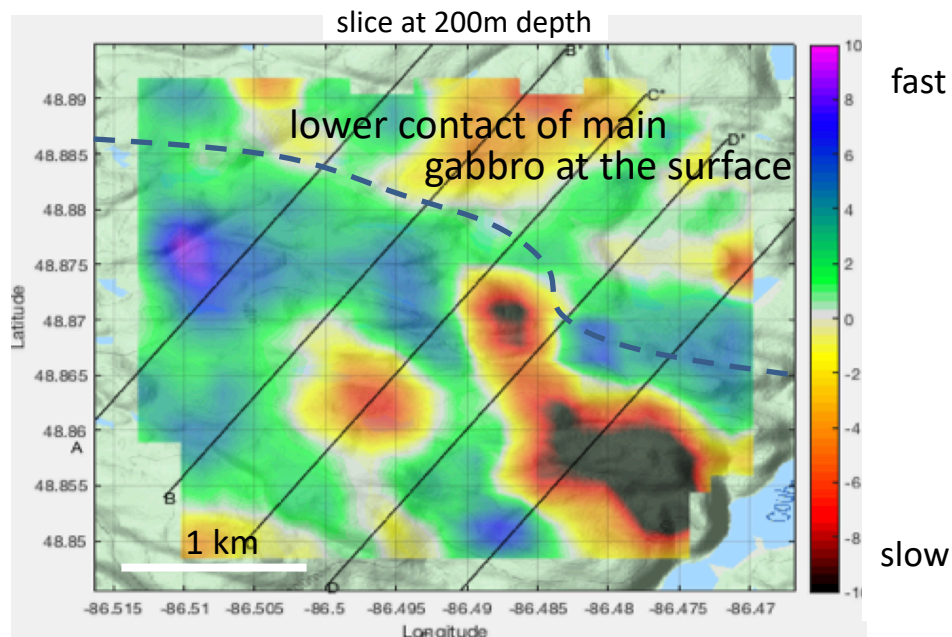 slice at 200m depth
fast
slow
lower contact of main
gabbro at the surface
B'
C'
D'
A
B
D
1 km
48.89
48.885
48.88
48.875
48.87
48.865
48.86
48.855
48.85
Latitude
-86.515
-86.51
-86.505
-86.5
-86.495
-86.49
-86.485
-86.48
-86.475
-86.47
Longitude
10
8
6
4
2
0
-2
-4
-6
-8